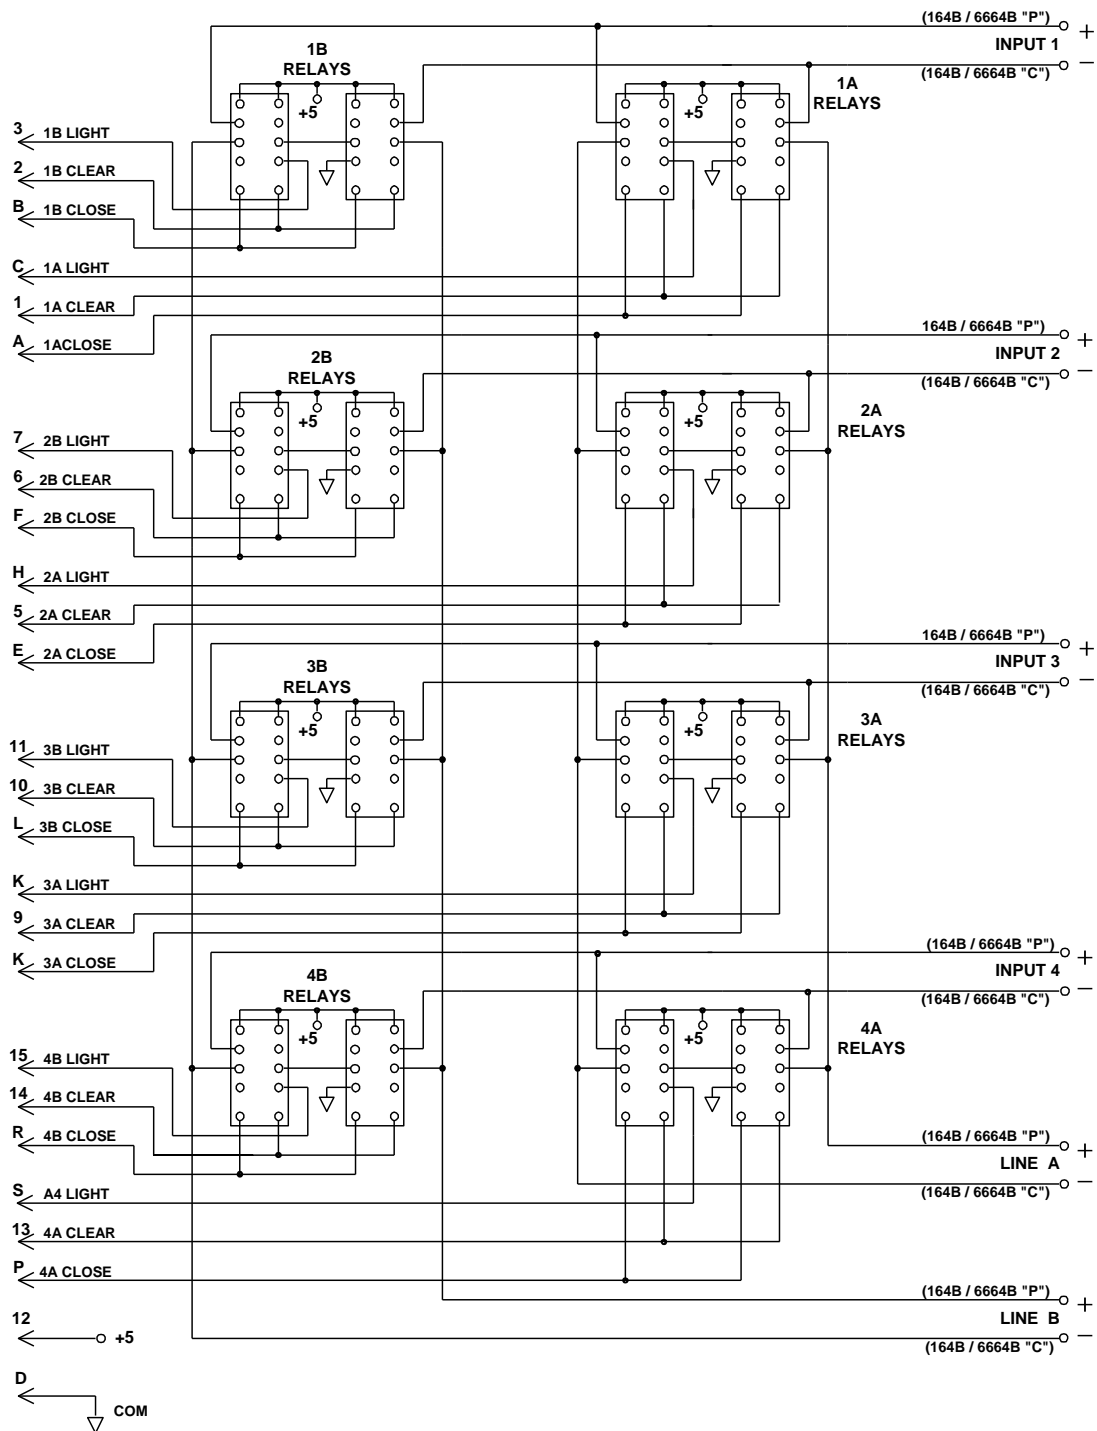 (164B / 6664B "P")
+
INPUT 1
−
(164B / 6664B "C")
1B
RELAYS
+5
1A
RELAYS
+5
3 1B LIGHT
2 1B CLEAR
B 1B CLOSE
C 1A LIGHT
1 1A CLEAR
A 1ACLOSE
164B / 6664B "P")
+
INPUT 2
−
(164B / 6664B "C")
2B
RELAYS
+5
2A
RELAYS
+5
7 2B LIGHT
6 2B CLEAR
F 2B CLOSE
H 2A LIGHT
5 2A CLEAR
E 2A CLOSE
164B / 6664B "P")
+
INPUT 3
−
(164B / 6664B "C")
3B
RELAYS
+5
3A
RELAYS
+5
11 3B LIGHT
10 3B CLEAR
L 3B CLOSE
K 3A LIGHT
9 3A CLEAR
K 3A CLOSE
(164B / 6664B "P")
+
INPUT 4
−
(164B / 6664B "C")
4B
RELAYS
+5
4A
RELAYS
+5
15 4B LIGHT
14 4B CLEAR
R 4B CLOSE
(164B / 6664B "P")
+
LINE A
−
(164B / 6664B "C")
S A4 LIGHT
13 4A CLEAR
P 4A CLOSE
(164B / 6664B "P")
+
LINE B
−
(164B / 6664B "C")
12 +5
D
COM